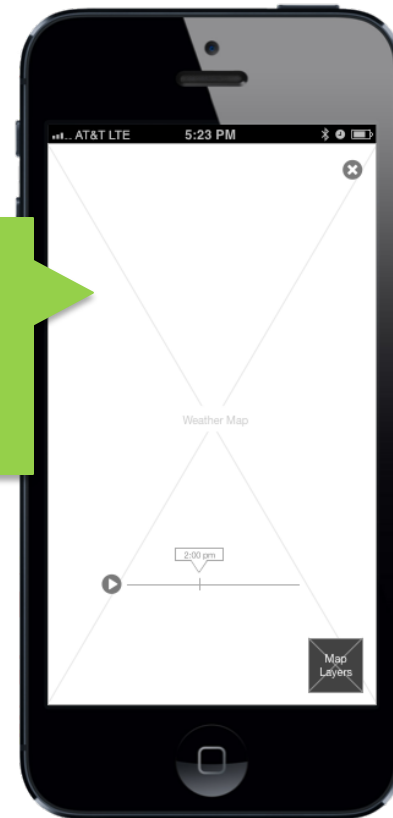 AT&T LTE 5:23 PM
Weather Map
2:00 pm
Map
Layers